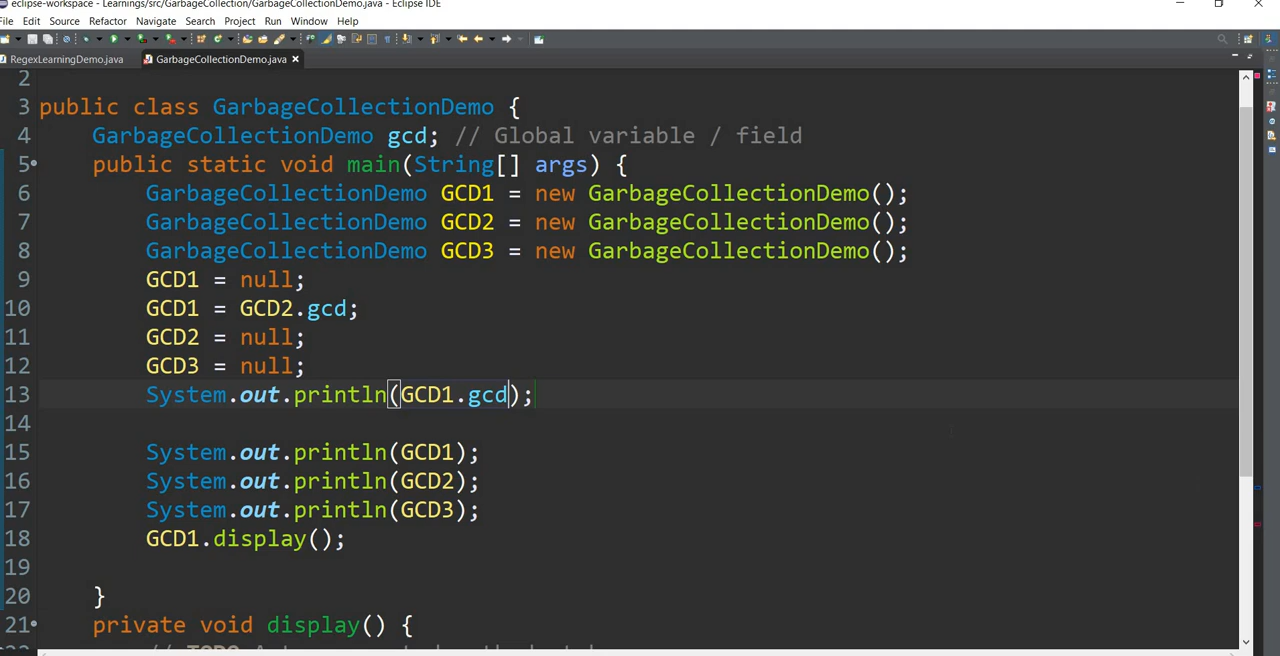 eclipse-workspace - Learnings/src/GarbageCollection/GarbageCollectionDemo.java - Eclipse IDE
File Edit Source Refactor Navigate Search Project Run Window Help
RegexLearningDemo.java GarbageCollectionDemo.java
2
3 public class GarbageCollectionDemo {
4 GarbageCollectionDemo gcd; // Global variable / field
5 public static void main(String[] args) {
6 GarbageCollectionDemo GCD1 = new GarbageCollectionDemo();
7 GarbageCollectionDemo GCD2 = new GarbageCollectionDemo();
8 GarbageCollectionDemo GCD3 = new GarbageCollectionDemo();
9 GCD1 = null;
10 GCD1 = GCD2.gcd;
11 GCD2 = null;
12 GCD3 = null;
13 System.out.println(GCD1.gcd);
14
15 System.out.println(GCD1);
16 System.out.println(GCD2);
17 System.out.println(GCD3);
18 GCD1.display();
19
20 }
21 private void display() {